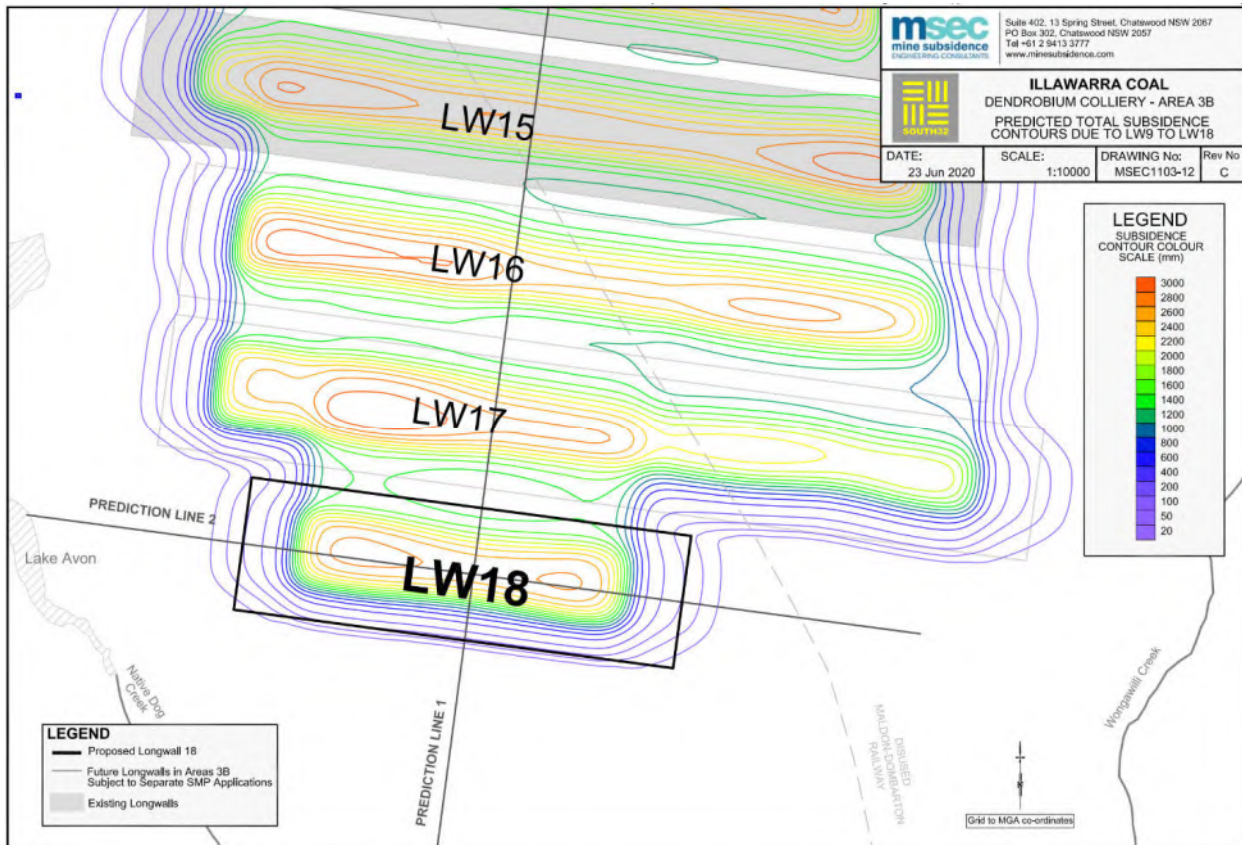 msec
mine subsidence
ENGINEERING CONSULTANTS
Suite 402, 13 Spring Street, Chatswood NSW 2067
PO Box 302, Chatswood NSW 2057
Tel +61 2 9413 3777
www.minesubsidence.com
SOUTH32
ILLAWARRA COAL
DENDROBIUM COLLIERY - AREA 3B
PREDICTED TOTAL SUBSIDENCE
CONTOURS DUE TO LW9 TO LW18
DATE:
23 Jun 2020
SCALE:
1:10000
DRAWING No:
MSEC1103-12
Rev No
C
LW15
LW16
LW17
LW18
LEGEND
SUBSIDENCE
CONTOUR COLOUR
SCALE (mm)
3000
2800
2600
2400
2200
2000
1800
1600
1400
1200
1000
800
600
400
200
100
50
20
PREDICTION LINE 2
Lake Avon
Native Dog
Creek
PREDICTION LINE 1
DISUSED
MALDON-DOMBARTON
RAILWAY
Wongawilli Creek
LEGEND
Proposed Longwall 18
Future Longwalls in Areas 3B
Subject to Separate SMP Applications
Existing Longwalls
Grid to MGA co-ordinates